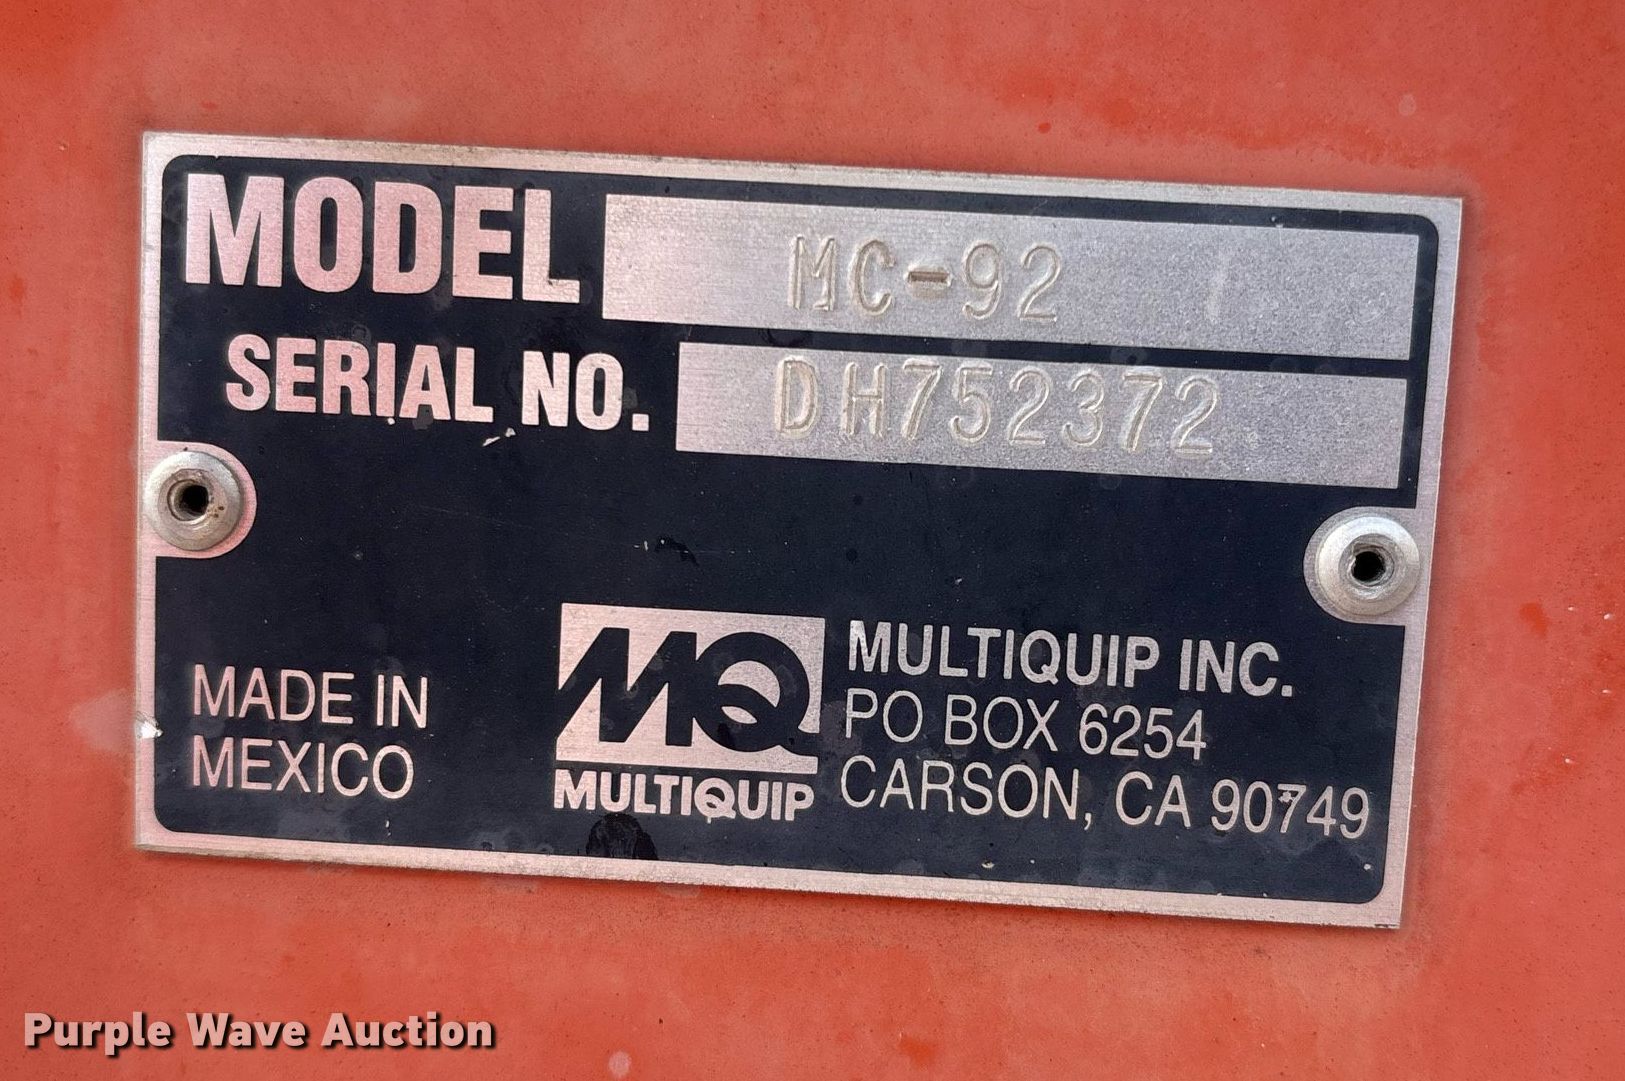 MODEL MC-92
SERIAL NO. DH752372
MADE IN
MEXICO
MQ
MULTIQUIP
MULTIQUIP INC.
PO BOX 6254
CARSON, CA 90749
Purple Wave Auction